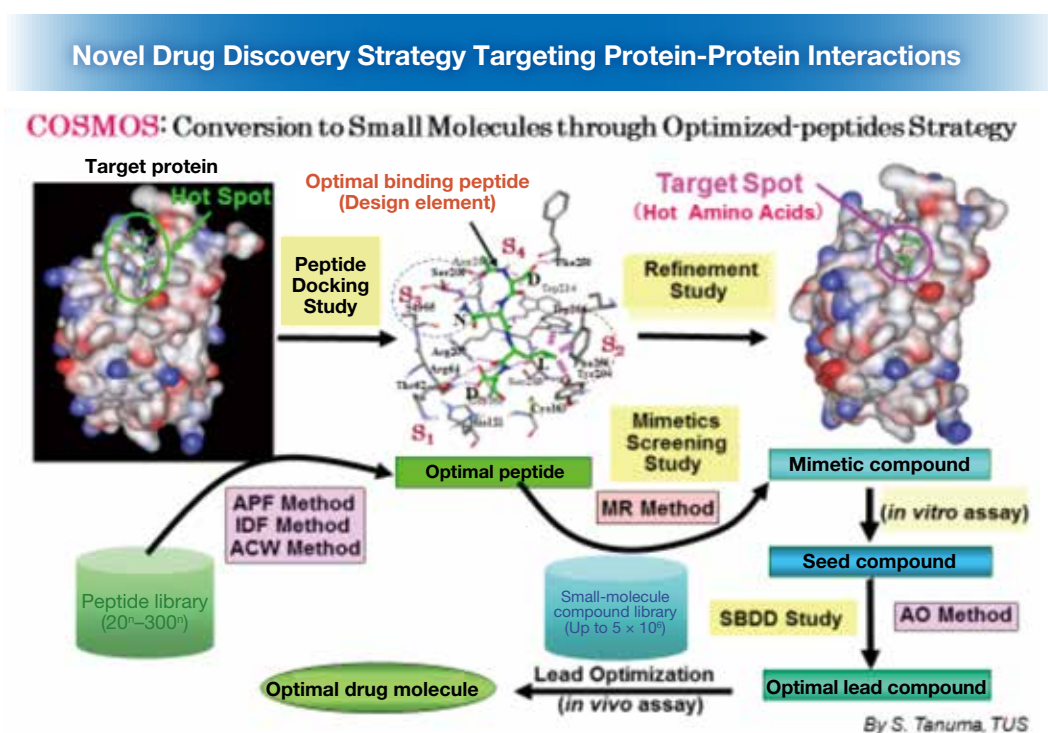 Novel Drug Discovery Strategy Targeting Protein-Protein Interactions
COSMOS: Conversion to Small Molecules through Optimized-peptides Strategy
Target protein
Hot Spot
Peptide
Docking
Study
Optimal binding peptide
(Design element)
S4
S3
S2
S1
D
N
L
D
Arg64
Cys163
Tyr204
Refinement
Study
Target Spot
(Hot Amino Acids)
Optimal peptide
Mimetics
Screening
Study
Mimetic compound
APF Method
IDF Method
ACW Method
MR Method
(in vitro assay)
Seed compound
Peptide library
(20ⁿ–300ⁿ)
Small-molecule
compound library
(Up to 5 × 10⁶)
SBDD Study
AO Method
Optimal lead compound
Lead Optimization
(in vivo assay)
Optimal drug molecule
By S. Tanuma, TUS